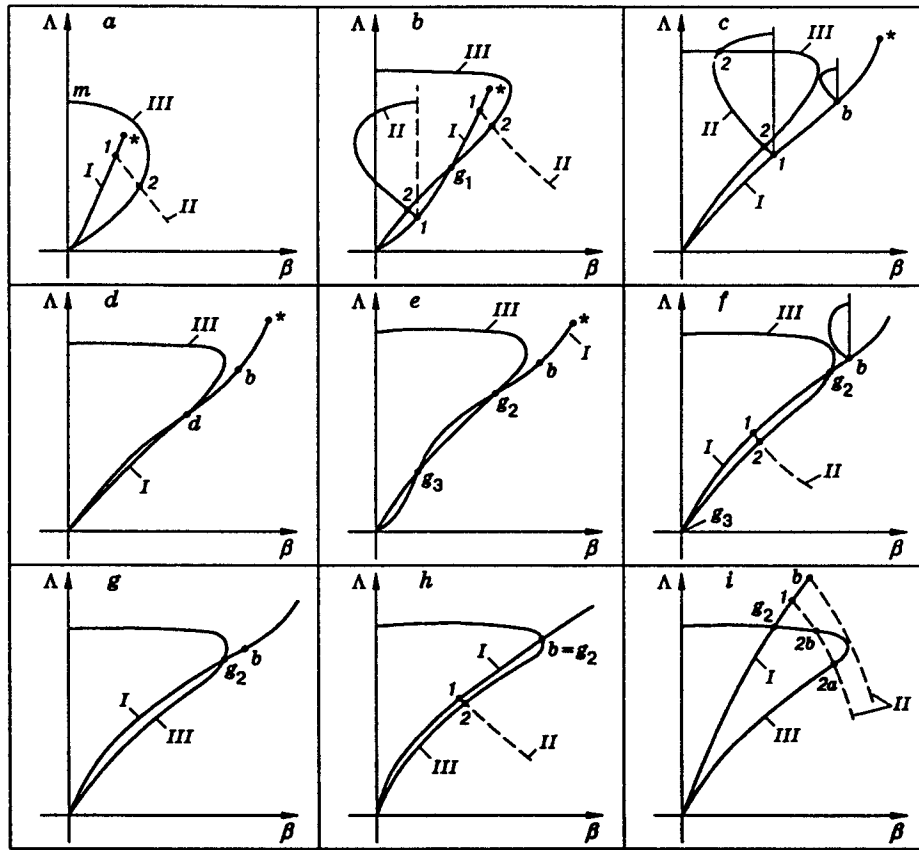 Λ a
m III
1 *
I 2
II
β
Λ b
III
II 1 *
I 2
II
g₁
2
1
β
Λ c
III *
2
II b
2
1
I
β
Λ d
III *
b
d
I
β
Λ e
III *
I
b
g₂
g₃
β
Λ f
III
b
g₂
1
I
2
II
g₃
β
Λ g
b
g₂
I
III
β
Λ h
I b=g₂
1
2
II
III
β
Λ i
b
1
g₂
2b
I 2a
II
III
β